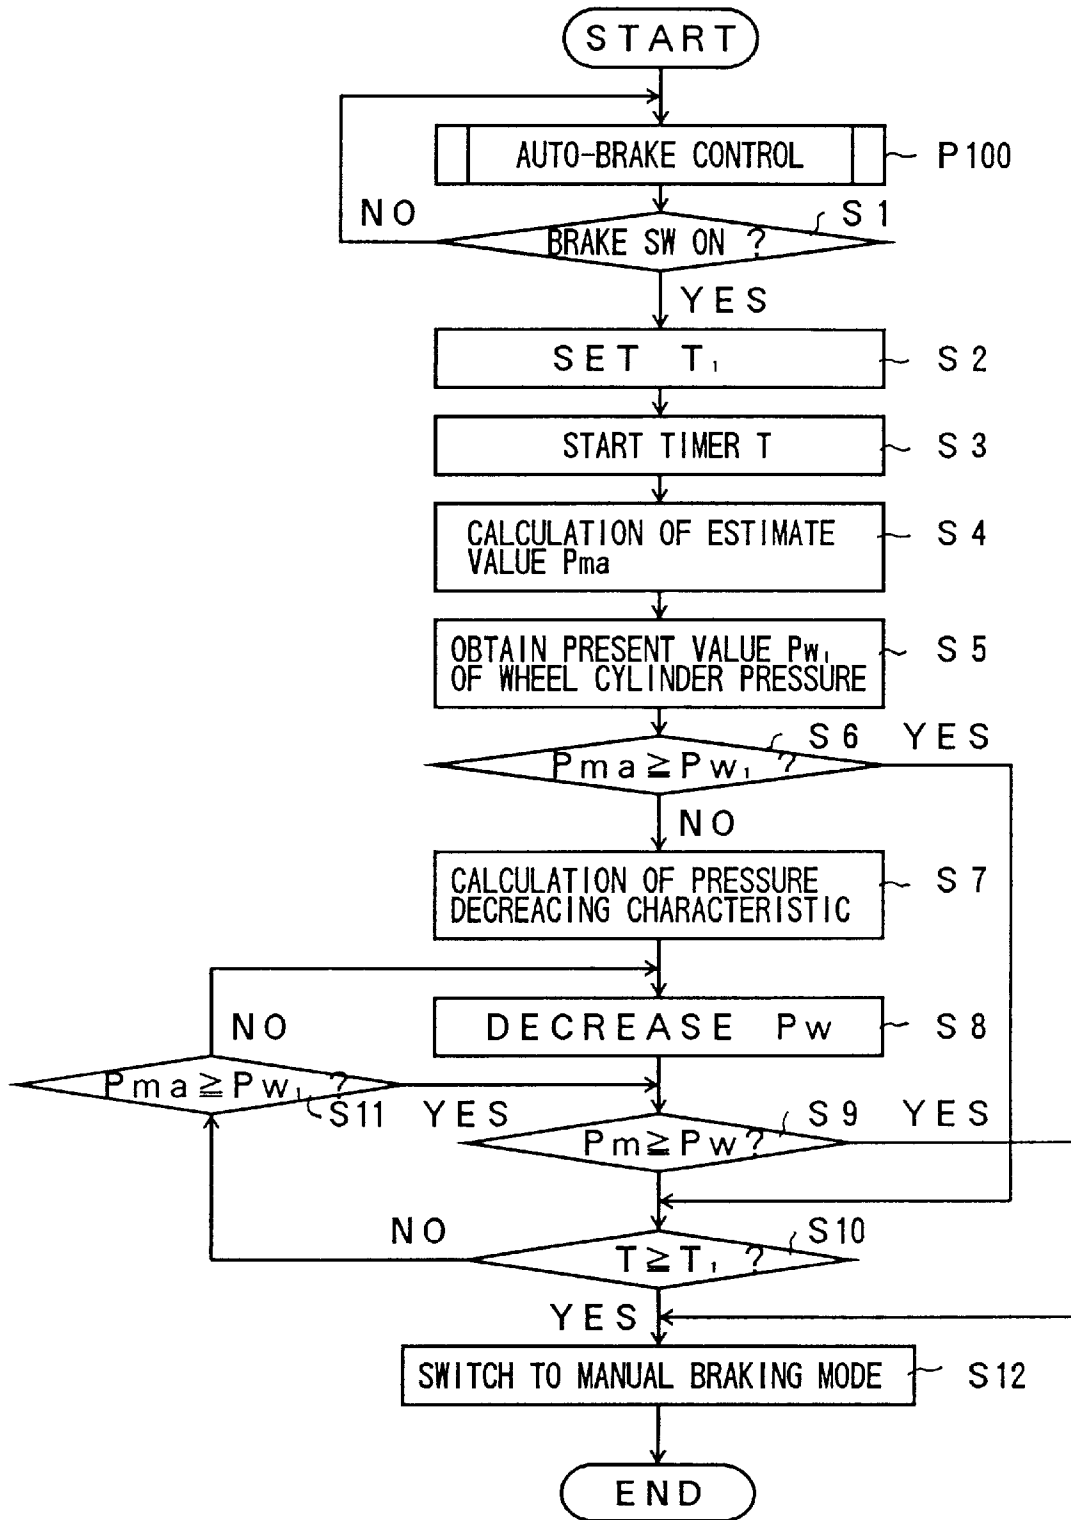 START
AUTO-BRAKE CONTROL
P100
NO
S1
BRAKE SW ON ?
YES
SET T₁
S2
START TIMER T
S3
CALCULATION OF ESTIMATE
VALUE Pma
S4
OBTAIN PRESENT VALUE Pw₁
OF WHEEL CYLINDER PRESSURE
S5
S6
YES
Pma ≧ Pw₁ ?
NO
CALCULATION OF PRESSURE
DECREACING CHARACTERISTIC
S7
NO
DECREASE Pw
S8
Pma ≧ Pw₁ ?
S11
YES
S9
YES
Pm ≧ Pw ?
NO
S10
T ≧ T₁ ?
YES
SWITCH TO MANUAL BRAKING MODE
S12
END